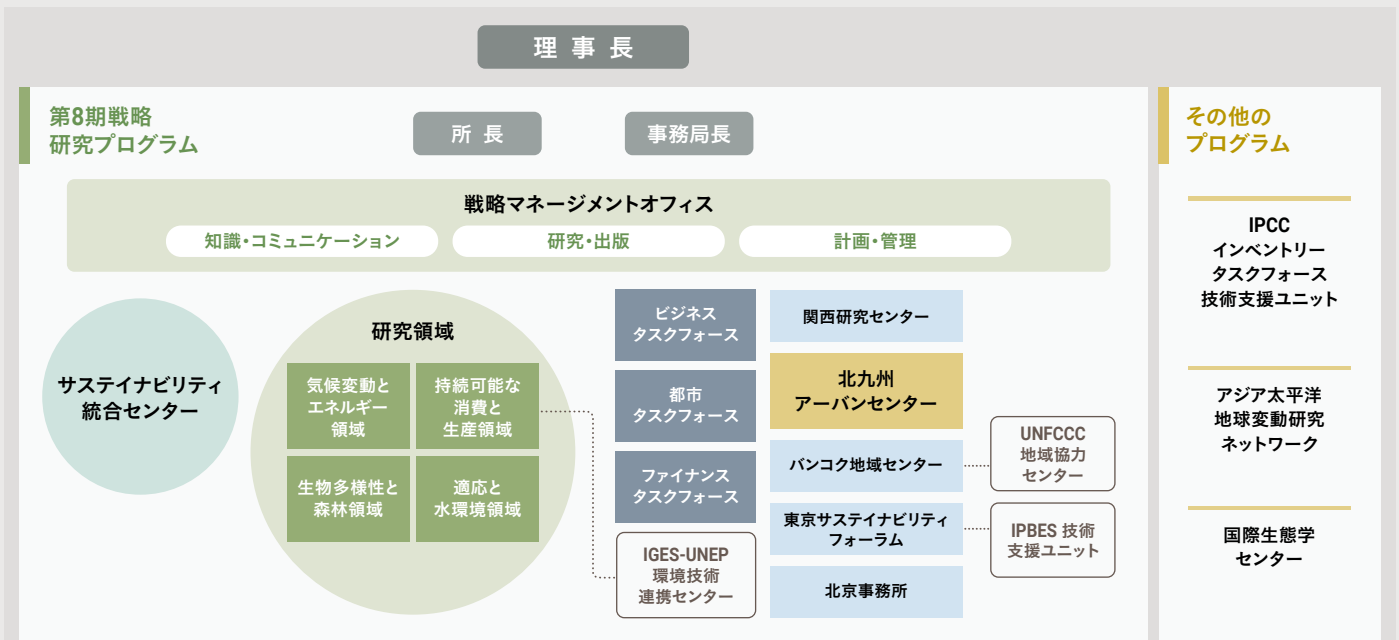 理事長
第8期戦略
研究プログラム
所長
事務局長
戦略マネージメントオフィス
知識・コミュニケーション
研究・出版
計画・管理
サステイナビリティ
統合センター
研究領域
気候変動と
エネルギー
領域
持続可能な
消費と
生産領域
生物多様性と
森林領域
適応と
水環境領域
ビジネス
タスクフォース
都市
タスクフォース
ファイナンス
タスクフォース
IGES-UNEP
環境技術
連携センター
関西研究センター
北九州
アーバンセンター
バンコク地域センター
東京サステイナビリティ
フォーラム
北京事務所
UNFCCC
地域協力
センター
IPBES 技術
支援ユニット
その他の
プログラム
IPCC
インベントリー
タスクフォース
技術支援ユニット
アジア太平洋
地球変動研究
ネットワーク
国際生態学
センター